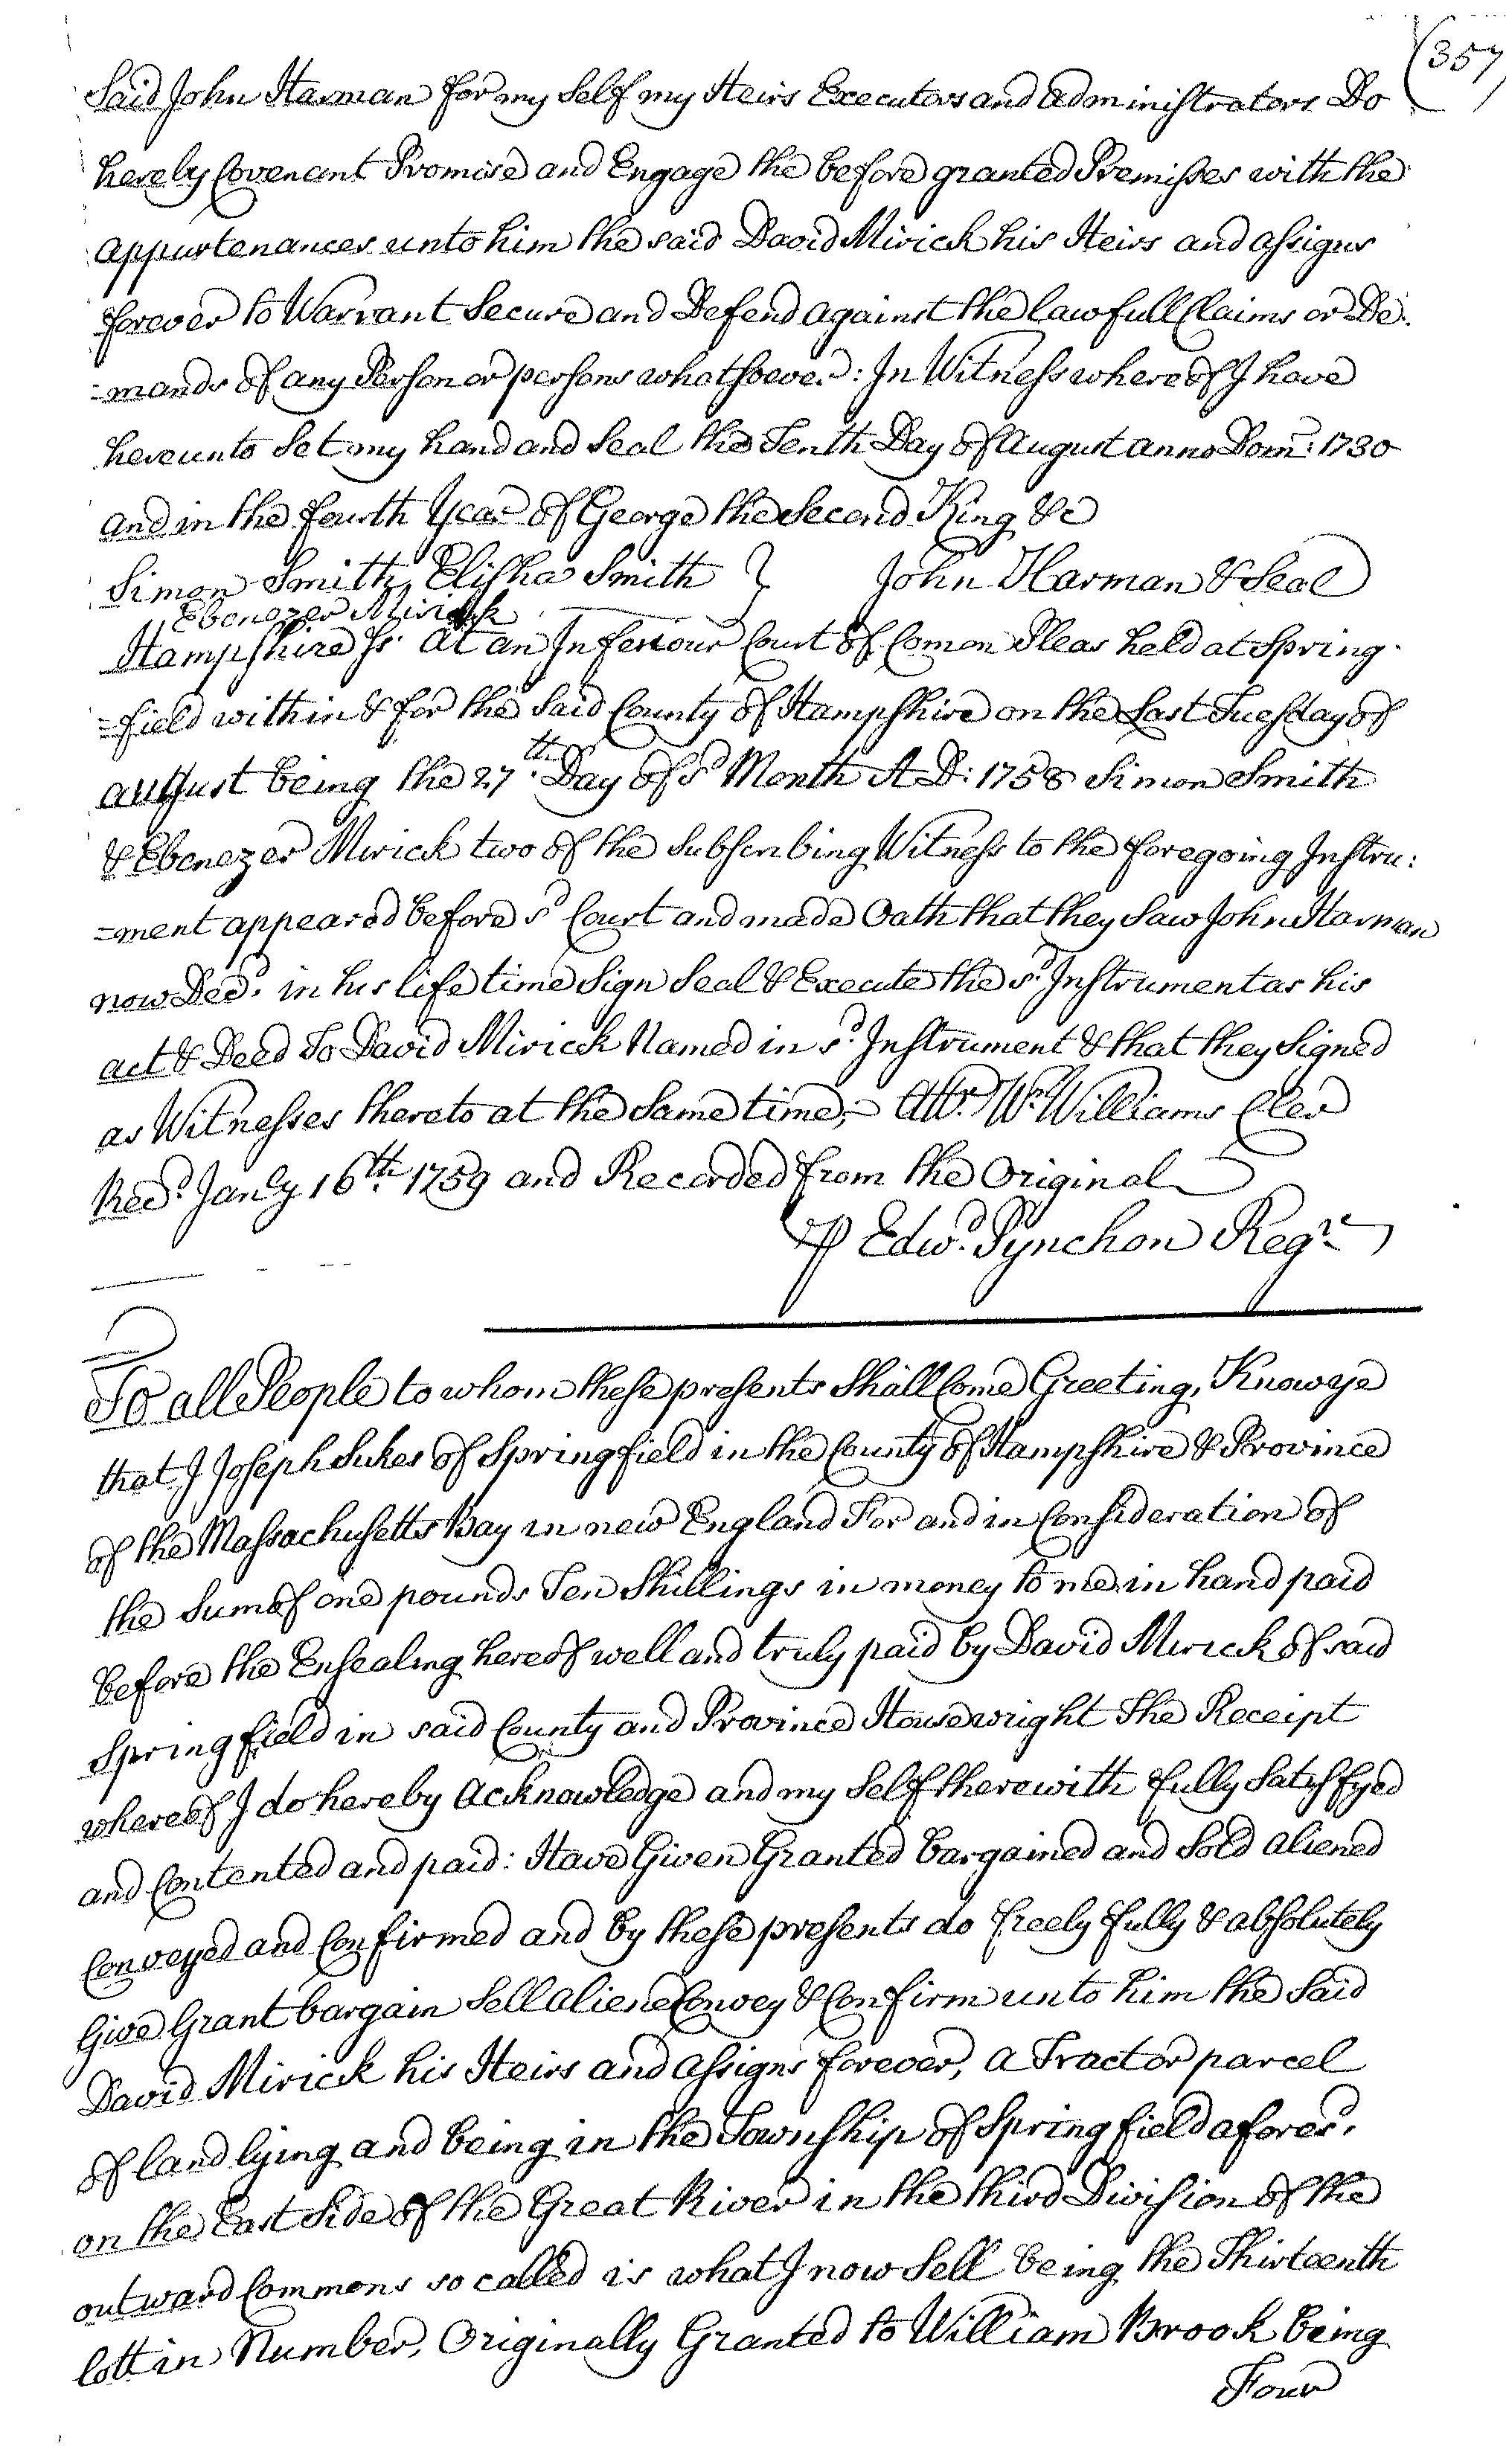 (357
Said John Harman for my Self my Heirs Executors and Administrators Do
hereby Covenant Promise and Engage the before granted Premisses with the
appurtenances unto him the said David Mirick his Heirs and assigns
forever to Warrant Secure and Defend against the lawfull Claims or De:
=mands of any Person or persons whatsoever: In Witness whereof I have
hereunto Set my hand and Seal the Tenth Day of August anno Dom: 1730
and in the fourth Year of George the Second King &c
Simon Smith, Elisha Smith } John Harman & Seal
Ebenezer Mirick
Hampshire Ss. At an Inferiour Court of Comon Pleas held at Spring-
=field within & for the Said County of Hampshire on the Last Tuesday of
august being the 27th. Day of sd Month A D: 1758 Simon Smith
& Ebenezer Mirick two of the Subscribing Witness to the foregoing Instru:
=ment appeared before sd Court and made Oath that they Saw John Harman
now Decd. in his life time Sign Seal & Execute the sd. Instrument as his
act & Deed To David Mirick Named in sd. Instrument & that they Signed
as Witnesses thereto at the Same time;- Attr. Wm. Williams Cler
Recd. Janly 16th. 1759 and Recorded from the Original
P Edwd. Pynchon Regr
To all People to whom these presents Shall Come Greeting, Know ye
that I Joseph Sikes of Springfield in the County of Hampshire & Province
of the Massachusetts Bay in new England For and in Consideration of
the Sum of one pounds Ten Shillings in money to me in hand paid
before the Ensealing hereof well and truly paid by David Mirick of said
Springfield in said County and Province Housewright The Receipt
whereof I do hereby acknowledge and my Self therewith fully Satisfyed
and Contented and paid: Have Given Granted bargained and Sold aliened
Conveyed and Confirmed and by these presents do freely fully & absolutely
Give Grant bargain Sell aliene Convey & Confirm unto him the Said
David Mirick his Heirs and assigns forever, a Tract or parcel
of land lying and being in the Township of Springfield aforesd.
on the East Side of the Great River in the third Division of the
outward Commons so called is what I now Sell being the Thirteenth
lott in Number, Originally Granted to William Brook being
Four